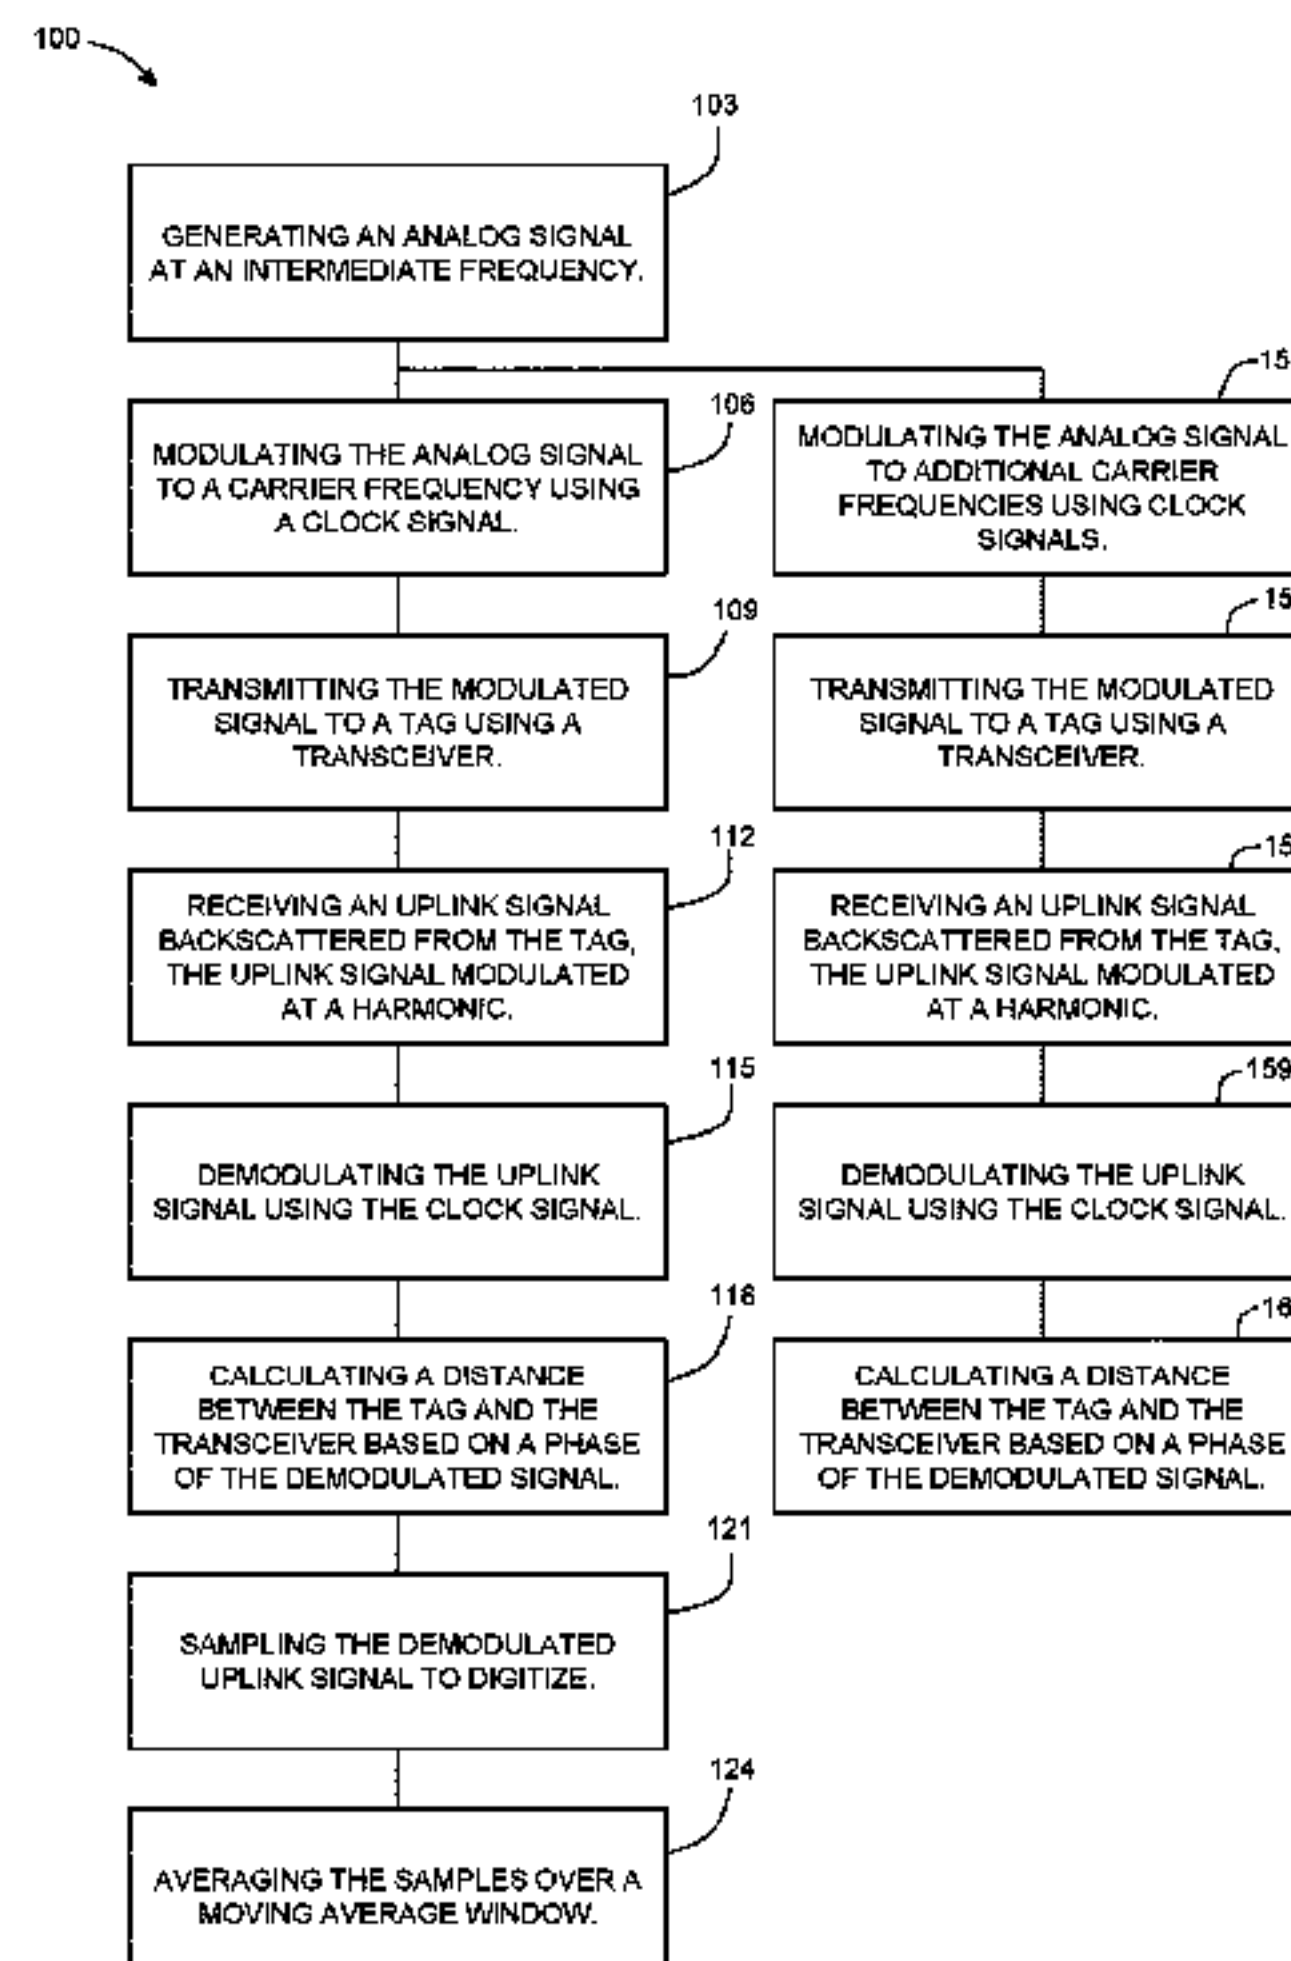 100
103
GENERATING AN ANALOG SIGNAL
AT AN INTERMEDIATE FREQUENCY.
106
MODULATING THE ANALOG SIGNAL
TO A CARRIER FREQUENCY USING
A CLOCK SIGNAL.
109
TRANSMITTING THE MODULATED
SIGNAL TO A TAG USING A
TRANSCEIVER.
112
RECEIVING AN UPLINK SIGNAL
BACKSCATTERED FROM THE TAG,
THE UPLINK SIGNAL MODULATED
AT A HARMONIC.
115
DEMODULATING THE UPLINK
SIGNAL USING THE CLOCK SIGNAL.
118
CALCULATING A DISTANCE
BETWEEN THE TAG AND THE
TRANSCEIVER BASED ON A PHASE
OF THE DEMODULATED SIGNAL.
121
SAMPLING THE DEMODULATED
UPLINK SIGNAL TO DIGITIZE.
124
AVERAGING THE SAMPLES OVER A
MOVING AVERAGE WINDOW.
MODULATING THE ANALOG SIGNAL
TO ADDITIONAL CARRIER
FREQUENCIES USING CLOCK
SIGNALS.
TRANSMITTING THE MODULATED
SIGNAL TO A TAG USING A
TRANSCEIVER.
RECEIVING AN UPLINK SIGNAL
BACKSCATTERED FROM THE TAG,
THE UPLINK SIGNAL MODULATED
AT A HARMONIC.
159
DEMODULATING THE UPLINK
SIGNAL USING THE CLOCK SIGNAL.
CALCULATING A DISTANCE
BETWEEN THE TAG AND THE
TRANSCEIVER BASED ON A PHASE
OF THE DEMODULATED SIGNAL.